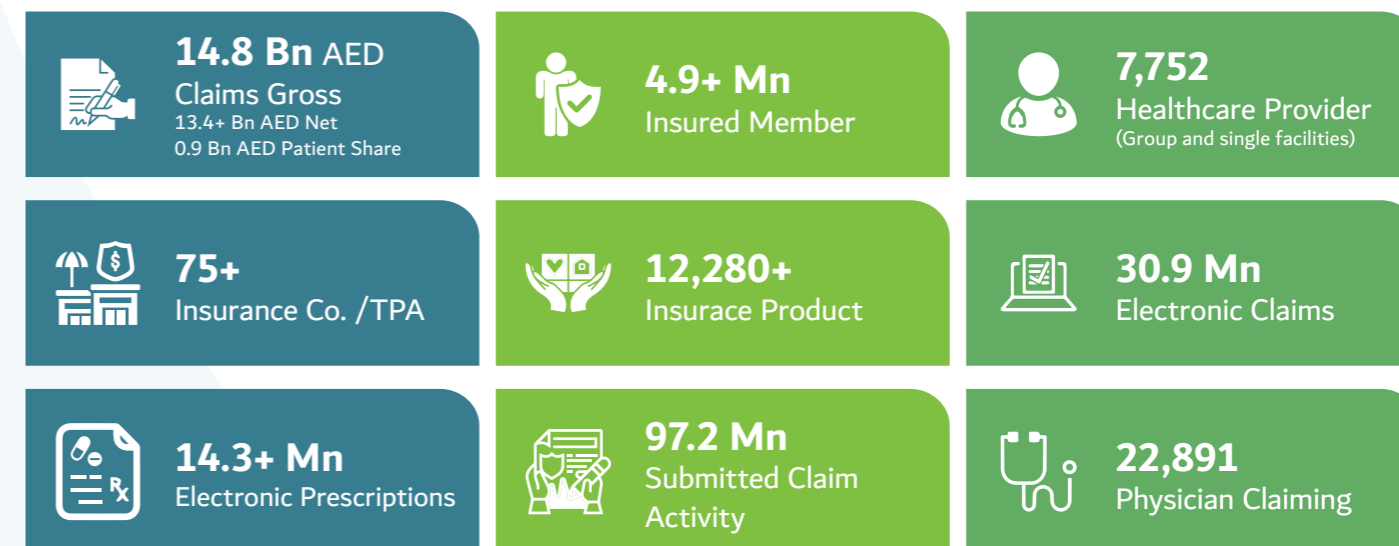 14.8 Bn AED
Claims Gross
13.4+ Bn AED Net
0.9 Bn AED Patient Share
4.9+ Mn
Insured Member
7,752
Healthcare Provider
(Group and single facilities)
75+
Insurance Co. /TPA
12,280+
Insurace Product
30.9 Mn
Electronic Claims
14.3+ Mn
Electronic Prescriptions
97.2 Mn
Submitted Claim
Activity
22,891
Physician Claiming